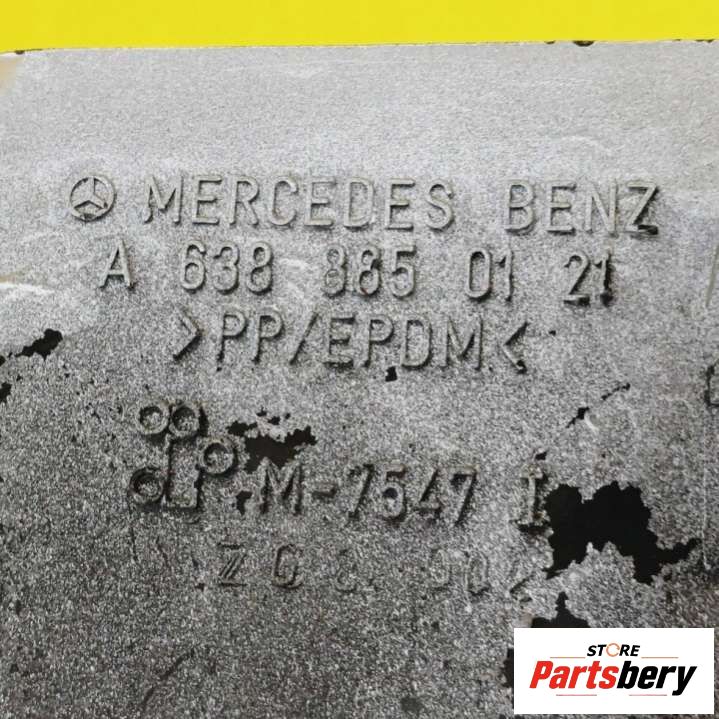 MERCEDES BENZ
A 638 885 01 21
>PP/EPDM<
M-7547 I
STORE
Partsbery